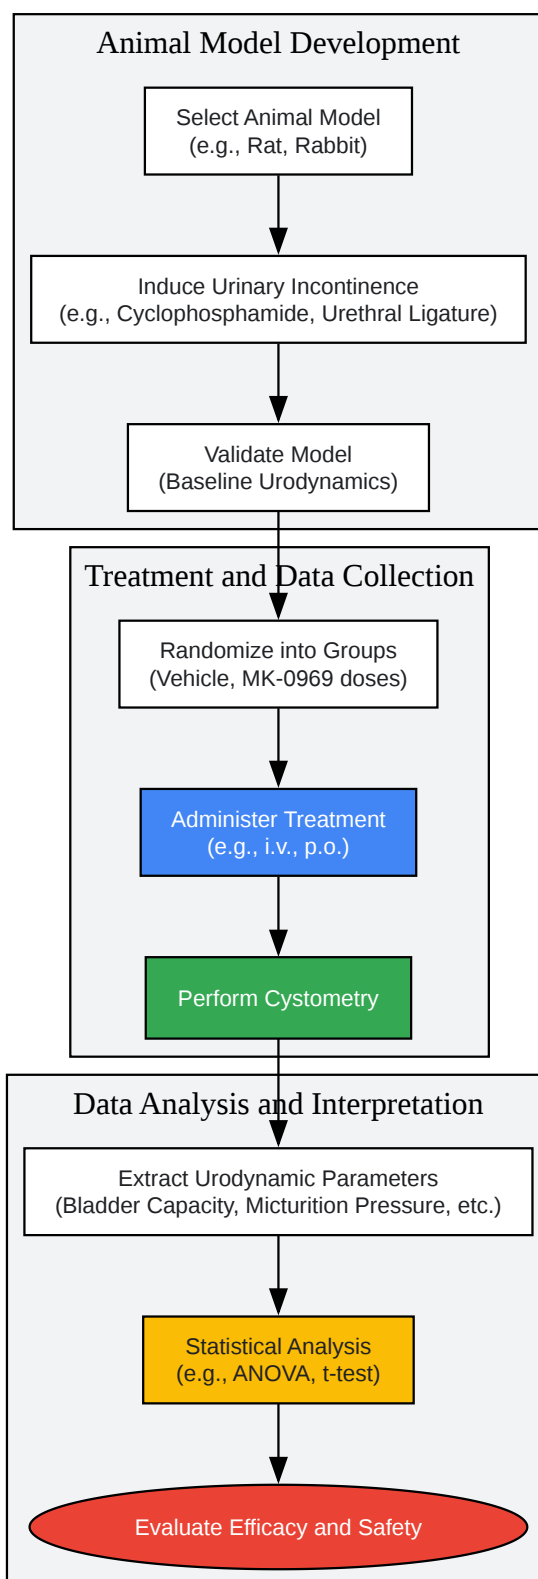 Animal Model Development
Select Animal Model
(e.g., Rat, Rabbit)
Induce Urinary Incontinence
(e.g., Cyclophosphamide, Urethral Ligature)
Validate Model
(Baseline Urodynamics)
Treatment and Data Collection
Randomize into Groups
(Vehicle, MK-0969 doses)
Administer Treatment
(e.g., i.v., p.o.)
Perform Cystometry
Data Analysis and Interpretation
Extract Urodynamic Parameters
(Bladder Capacity, Micturition Pressure, etc.)
Statistical Analysis
(e.g., ANOVA, t-test)
Evaluate Efficacy and Safety